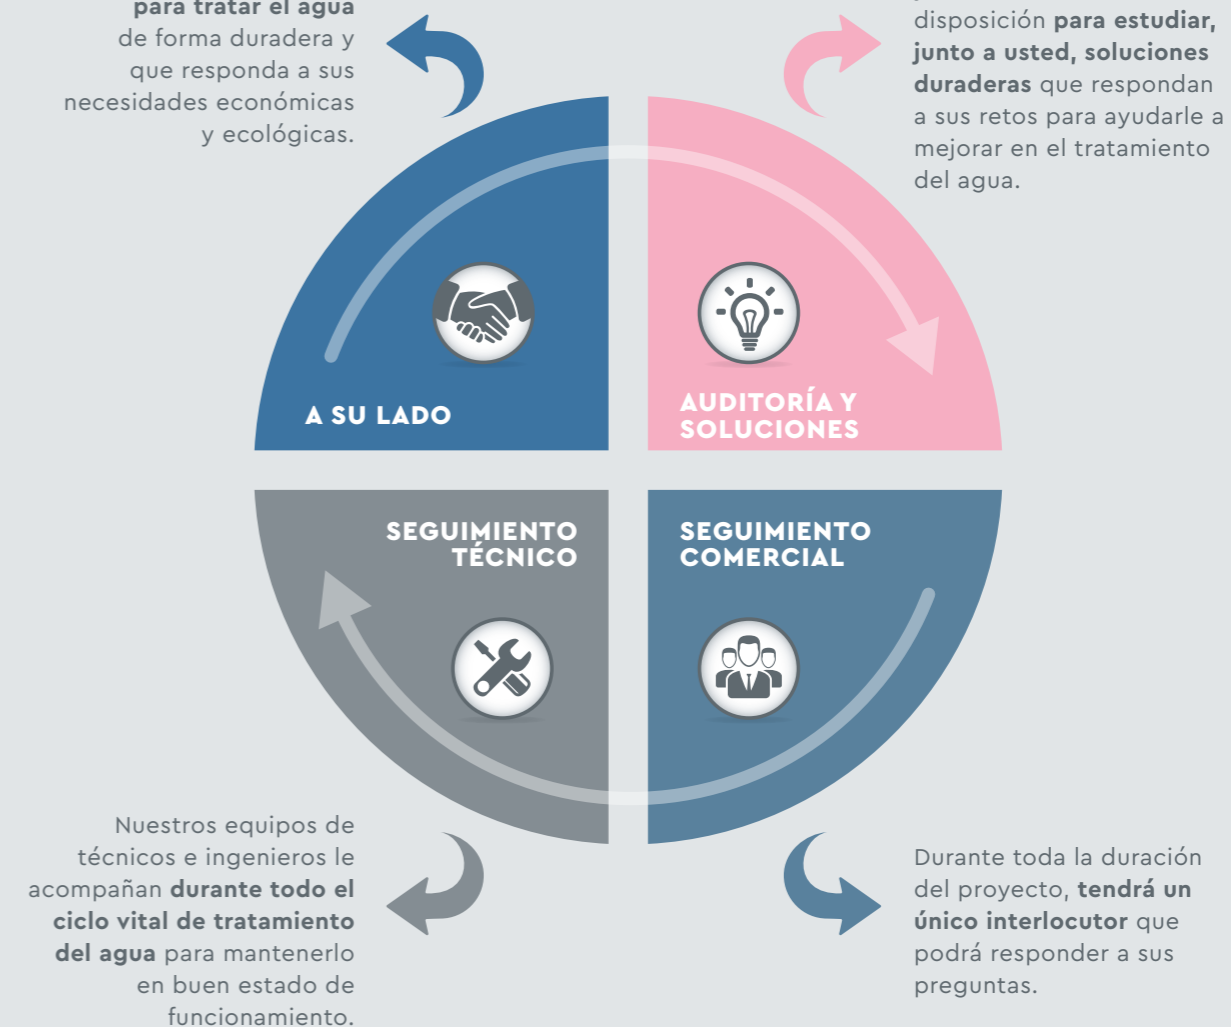 para tratar el agua
de forma duradera y
que responda a sus
necesidades económicas
y ecológicas.
disposición para estudiar,
junto a usted, soluciones
duraderas que respondan
a sus retos para ayudarle a
mejorar en el tratamiento
del agua.
A SU LADO
AUDITORÍA Y
SOLUCIONES
SEGUIMIENTO
TÉCNICO
SEGUIMIENTO
COMERCIAL
Nuestros equipos de
técnicos e ingenieros le
acompañan durante todo el
ciclo vital de tratamiento
del agua para mantenerlo
en buen estado de
funcionamiento.
Durante toda la duración
del proyecto, tendrá un
único interlocutor que
podrá responder a sus
preguntas.